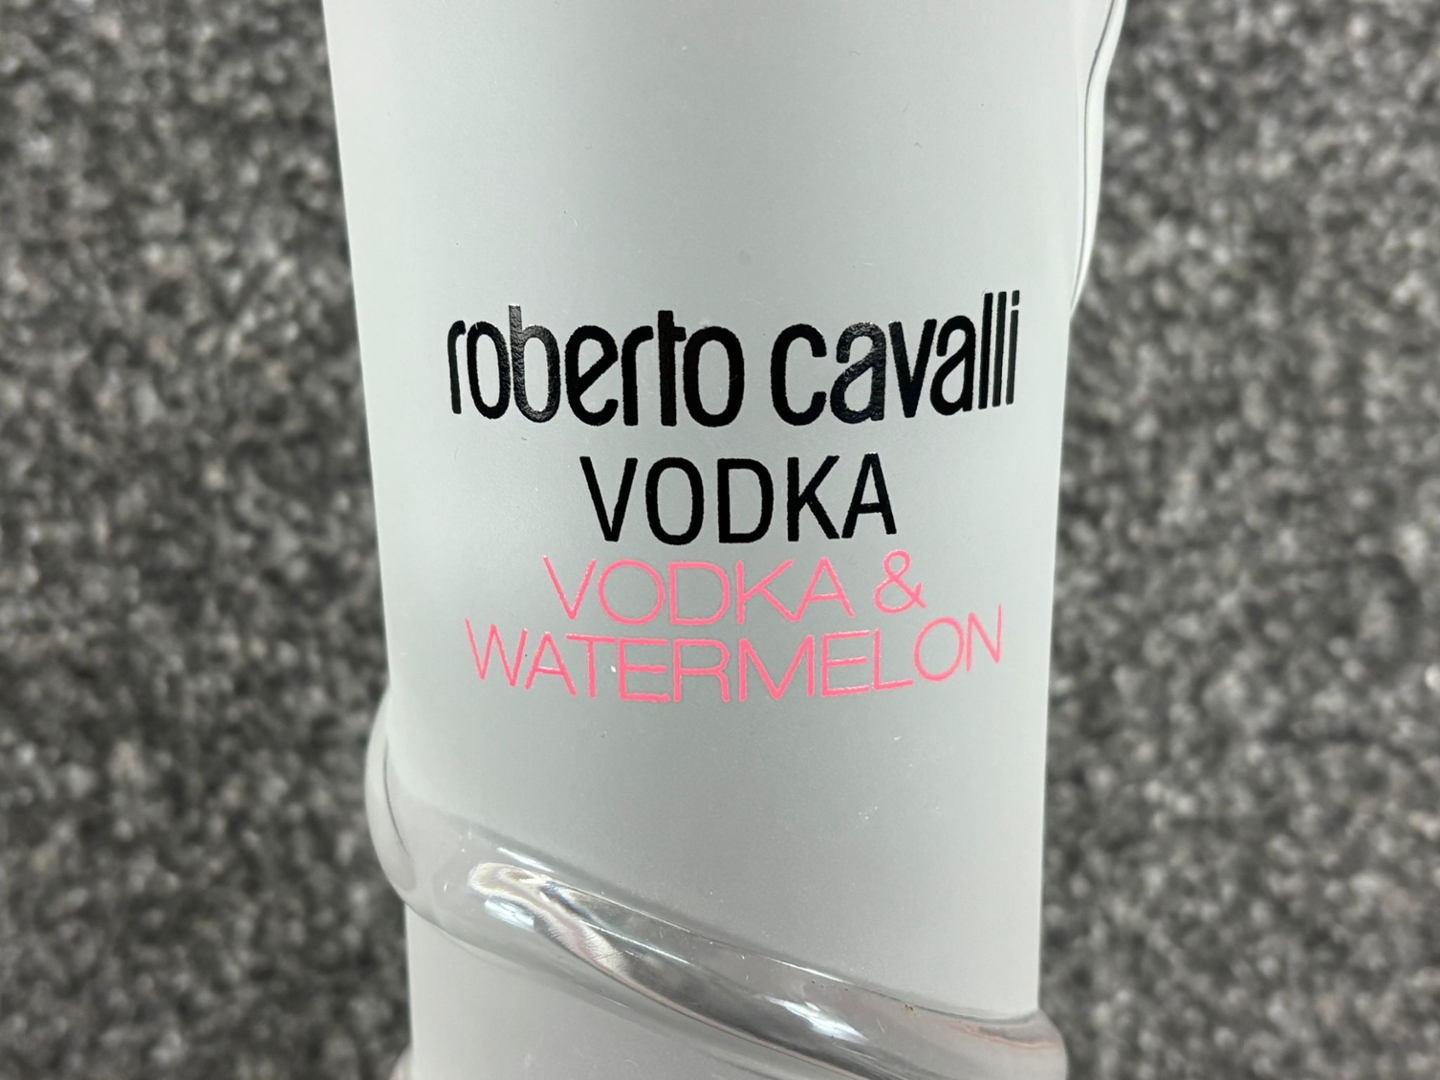 roberto cavalli
VODKA
VODKA &
WATERMELON